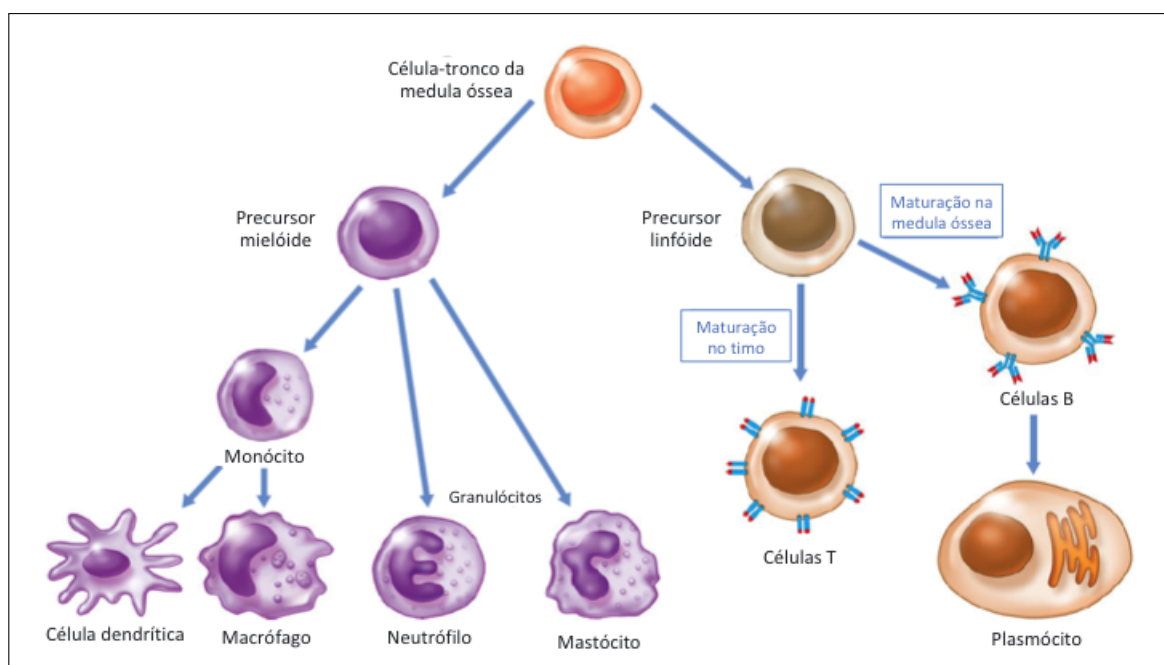 Célula-tronco da
medula óssea
Precursor
mielóide
Precursor
linfóide
Maturação na
medula óssea
Maturação
no timo
Células B
Monócito
Granulócitos
Células T
Célula dendrítica
Macrófago
Neutrófilo
Mastócito
Plasmócito